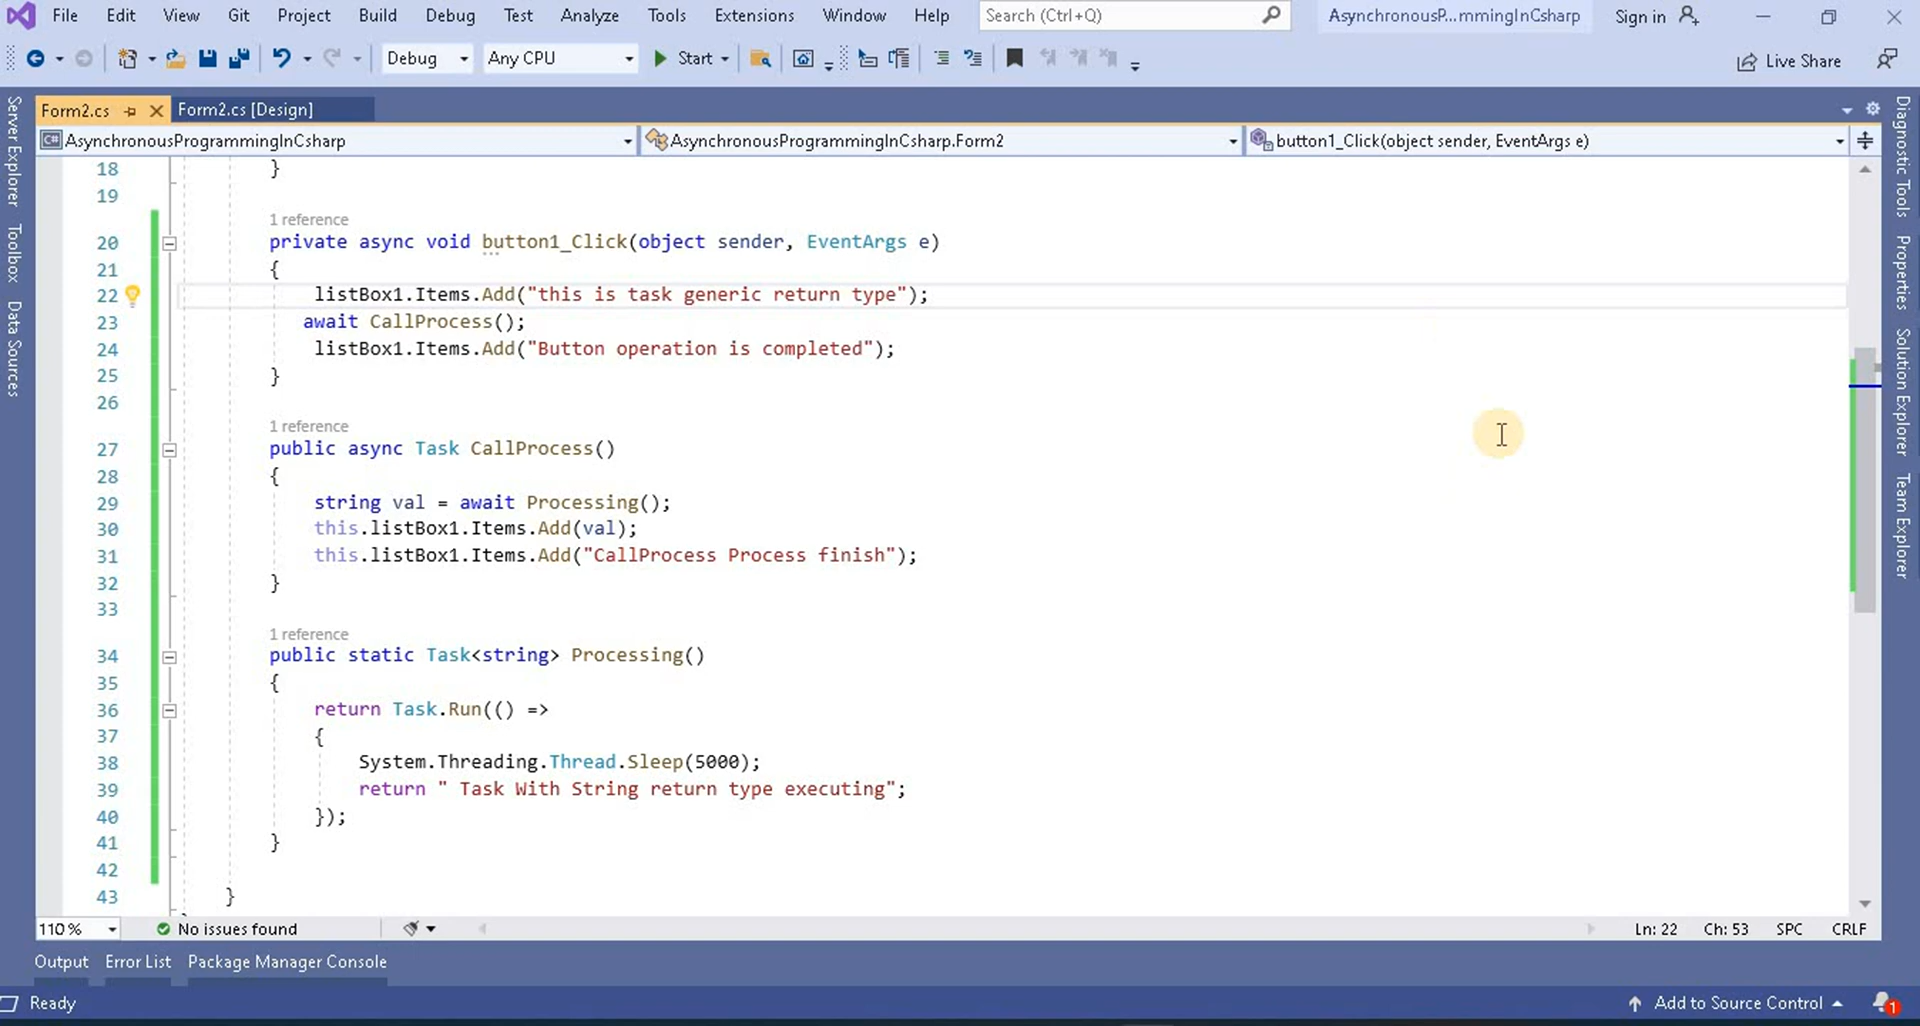 File Edit View Git Project Build Debug Test Analyze Tools Extensions Window Help Search (Ctrl+Q) AsynchronousP...mmingInCsharp Sign in
Debug Any CPU Start Live Share
Server Explorer
Toolbox
Data Sources
Form2.cs Form2.cs [Design]
C# AsynchronousProgrammingInCsharp AsynchronousProgrammingInCsharp.Form2 button1_Click(object sender, EventArgs e)
18 }
19
1 reference
20 private async void button1_Click(object sender, EventArgs e)
21 {
22 listBox1.Items.Add("this is task generic return type");
23 await CallProcess();
24 listBox1.Items.Add("Button operation is completed");
25 }
26
1 reference
27 public async Task CallProcess()
28 {
29 string val = await Processing();
30 this.listBox1.Items.Add(val);
31 this.listBox1.Items.Add("CallProcess Process finish");
32 }
33
1 reference
34 public static Task<string> Processing()
35 {
36 return Task.Run(() =>
37 {
38 System.Threading.Thread.Sleep(5000);
39 return " Task With String return type executing";
40 });
41 }
42
43 }
Diagnostic Tools
Properties
Solution Explorer
Team Explorer
110 % No issues found Ln: 22 Ch: 53 SPC CRLF
Output Error List Package Manager Console
Ready Add to Source Control 1